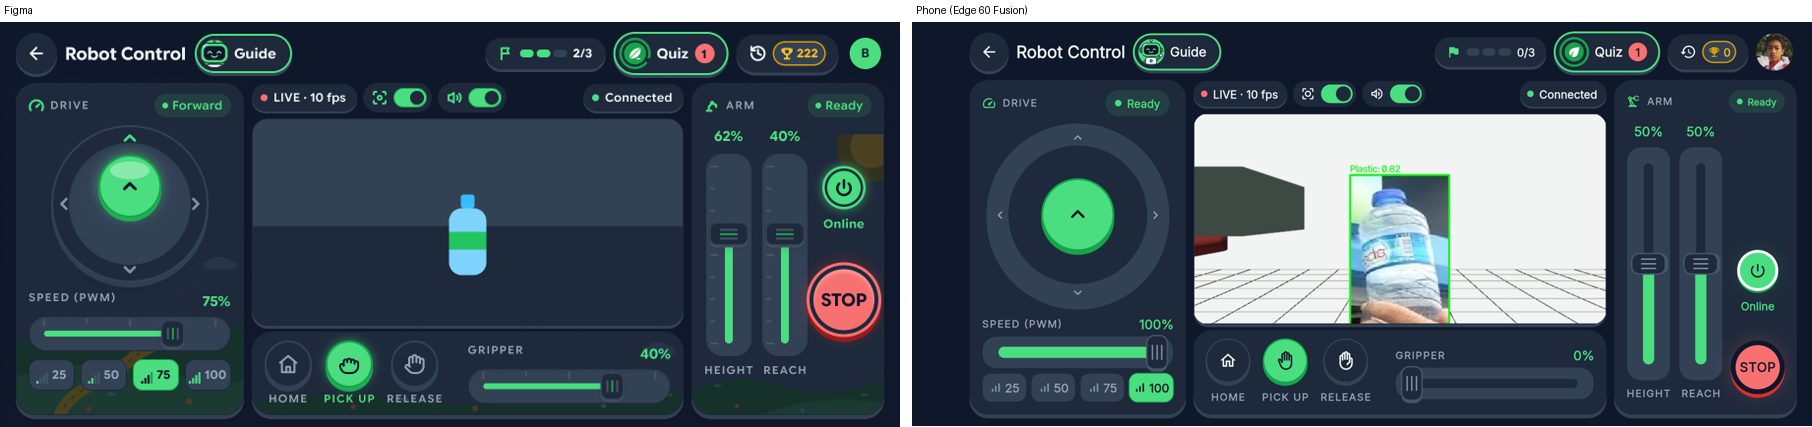 Figma
Robot Control
Guide
2/3
Quiz 1
222
B
DRIVE
Forward
LIVE · 10 fps
Connected
ARM
Ready
62% 40%
Online
STOP
SPEED (PWM) 75%
25 50 75 100
HOME PICK UP RELEASE
GRIPPER 40%
HEIGHT REACH
Phone (Edge 60 Fusion)
Robot Control
Guide
0/3
Quiz 1
0
DRIVE
Ready
LIVE · 10 fps
Connected
ARM
Ready
50% 50%
Plastic: 0.82
Online
STOP
SPEED (PWM) 100%
25 50 75 100
HOME PICK UP RELEASE
GRIPPER 0%
HEIGHT REACH